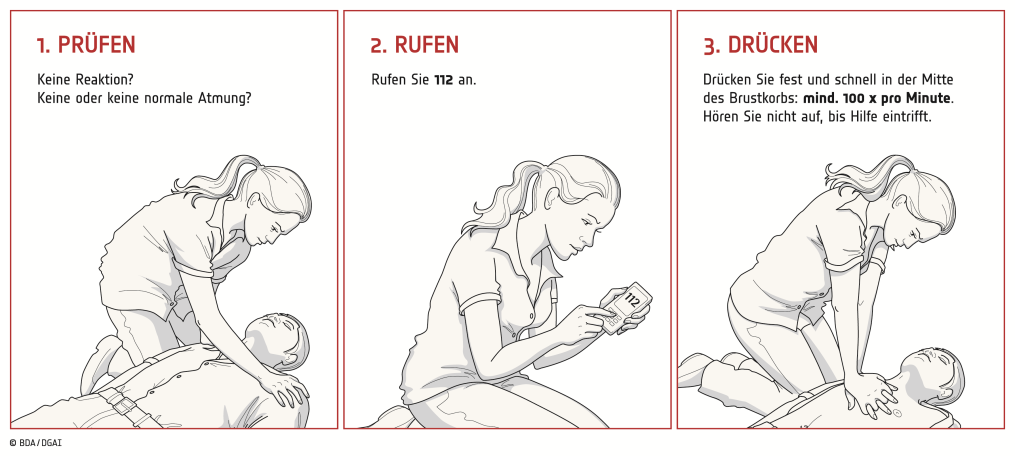 1. PRÜFEN
Keine Reaktion?
Keine oder keine normale Atmung?
2. RUFEN
Rufen Sie 112 an.
112
3. DRÜCKEN
Drücken Sie fest und schnell in der Mitte
des Brustkorbs: mind. 100 x pro Minute.
Hören Sie nicht auf, bis Hilfe eintrifft.
© BDA/DGAI